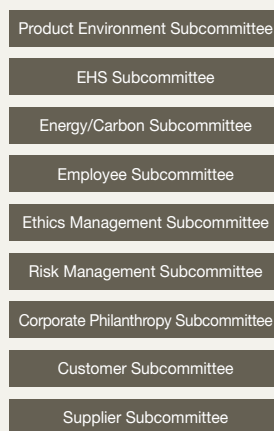 Product Environment Subcommittee
EHS Subcommittee
Energy/Carbon Subcommittee
Employee Subcommittee
Ethics Management Subcommittee
Risk Management Subcommittee
Corporate Philanthropy Subcommittee
Customer Subcommittee
Supplier Subcommittee